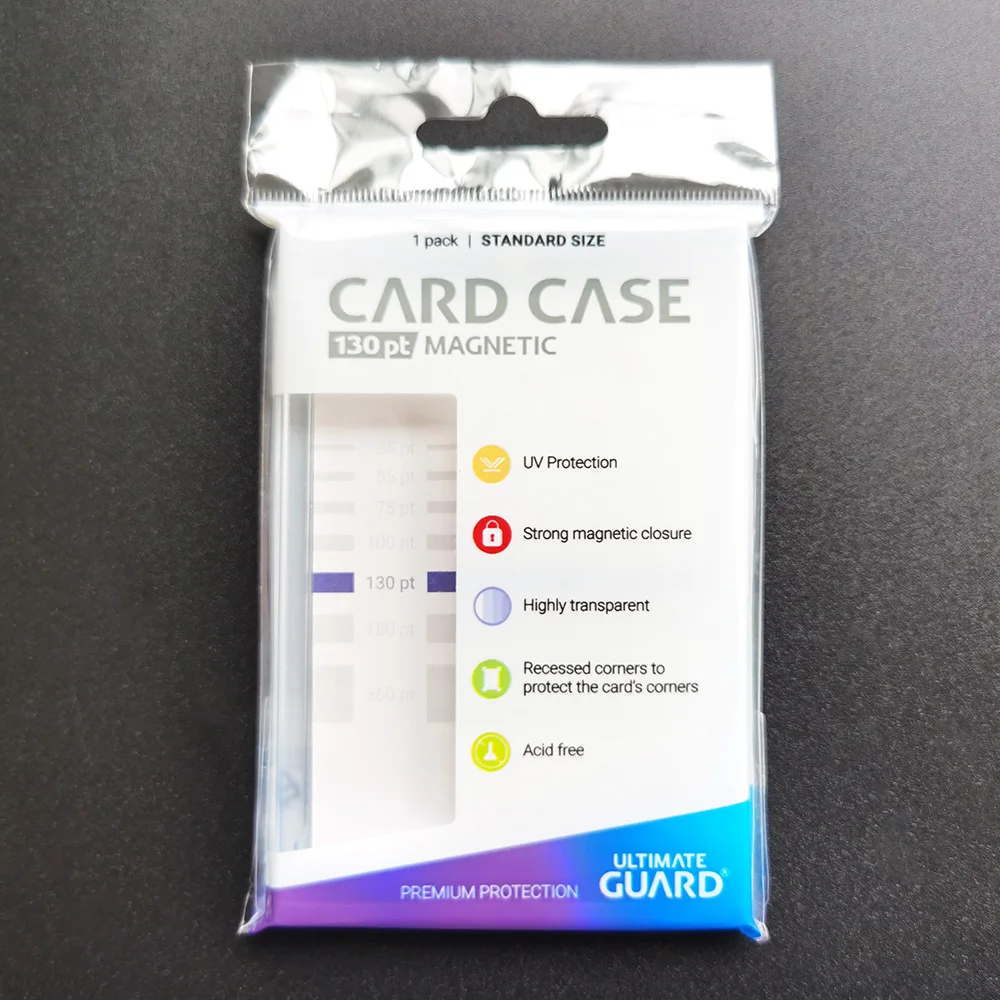 1 pack | STANDARD SIZE
CARD CASE
130 pt MAGNETIC
55 pt
75 pt
100 pt
130 pt
180 pt
360 pt
UV Protection
Strong magnetic closure
Highly transparent
Recessed corners to
protect the card's corners
Acid free
PREMIUM PROTECTION
ULTIMATE
GUARD®